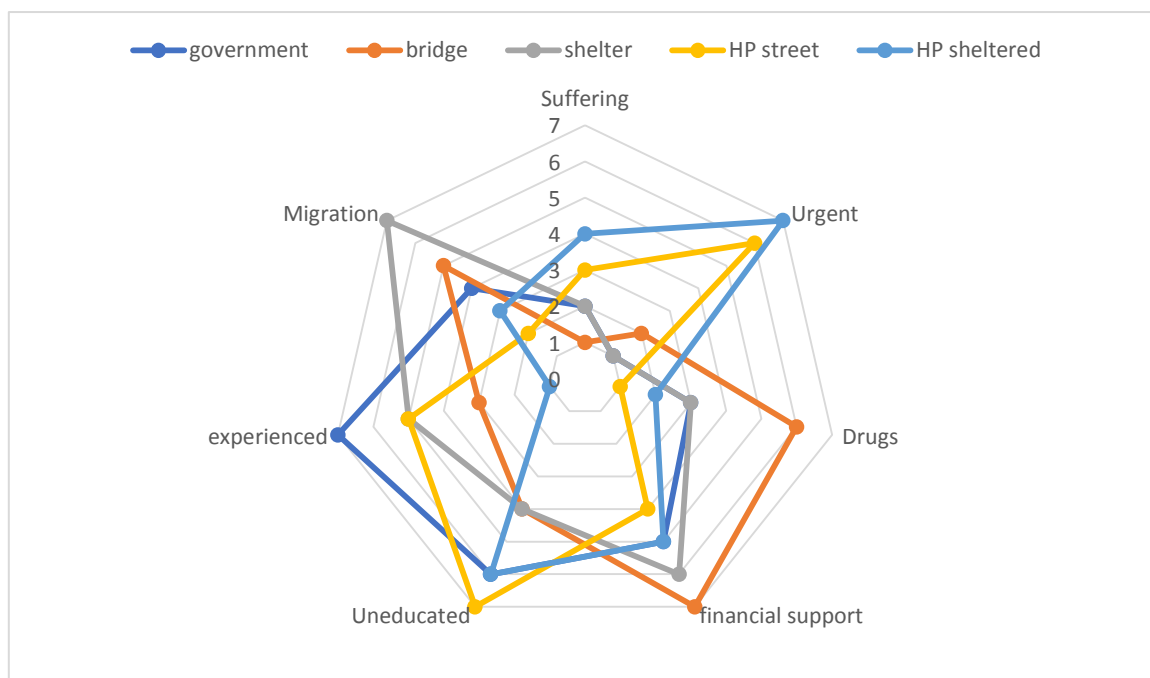 government bridge shelter HP street HP sheltered
Suffering
7
6
5
4
3
2
1
0
Urgent
Drugs
financial support
Uneducated
experienced
Migration